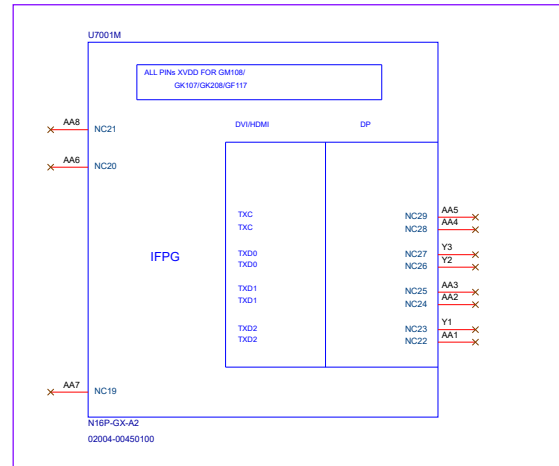 U7001M
ALL PINs XVDD FOR GM108/
GK107/GK208/GF117
DVI/HDMI DP
AA8 NC21
AA6 NC20
TXC NC29 AA5
TXC NC28 AA4
IFPG
TXD0 NC27 Y3
TXD0 NC26 Y2
TXD1 NC25 AA3
TXD1 NC24 AA2
TXD2 NC23 Y1
TXD2 NC22 AA1
AA7 NC19
N16P-GX-A2
02004-00450100